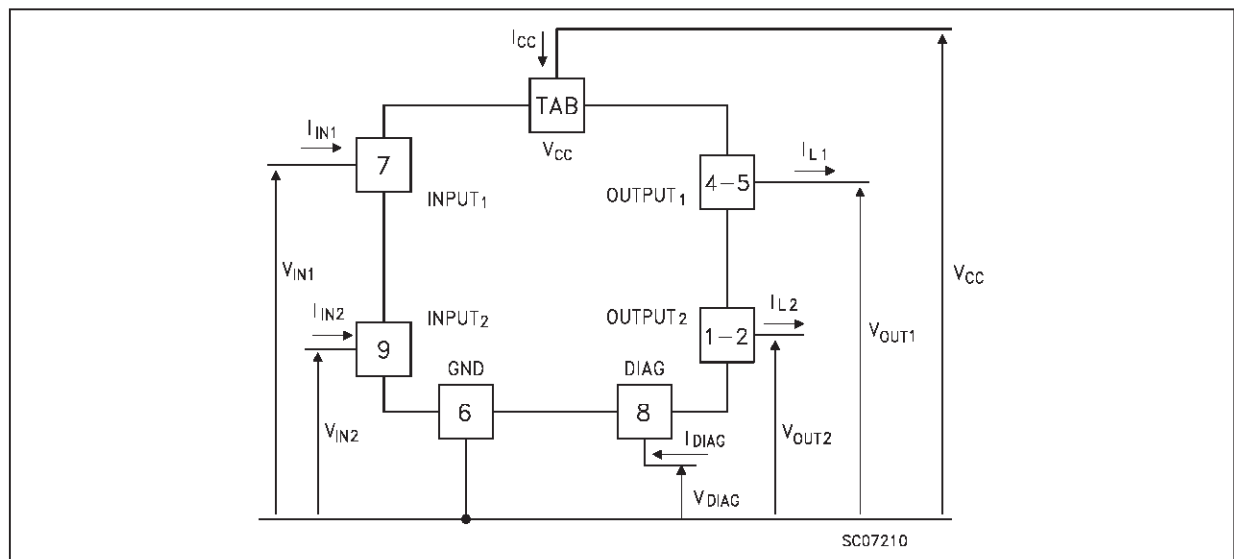 I_CC
TAB
V_CC
I_IN1
7
INPUT_1
I_L1
4-5
OUTPUT_1
V_IN1
V_CC
I_IN2
9
INPUT_2
OUTPUT_2
1-2
I_L2
V_OUT1
GND
6
DIAG
8
V_IN2
I_DIAG
V_OUT2
V_DIAG
SC07210